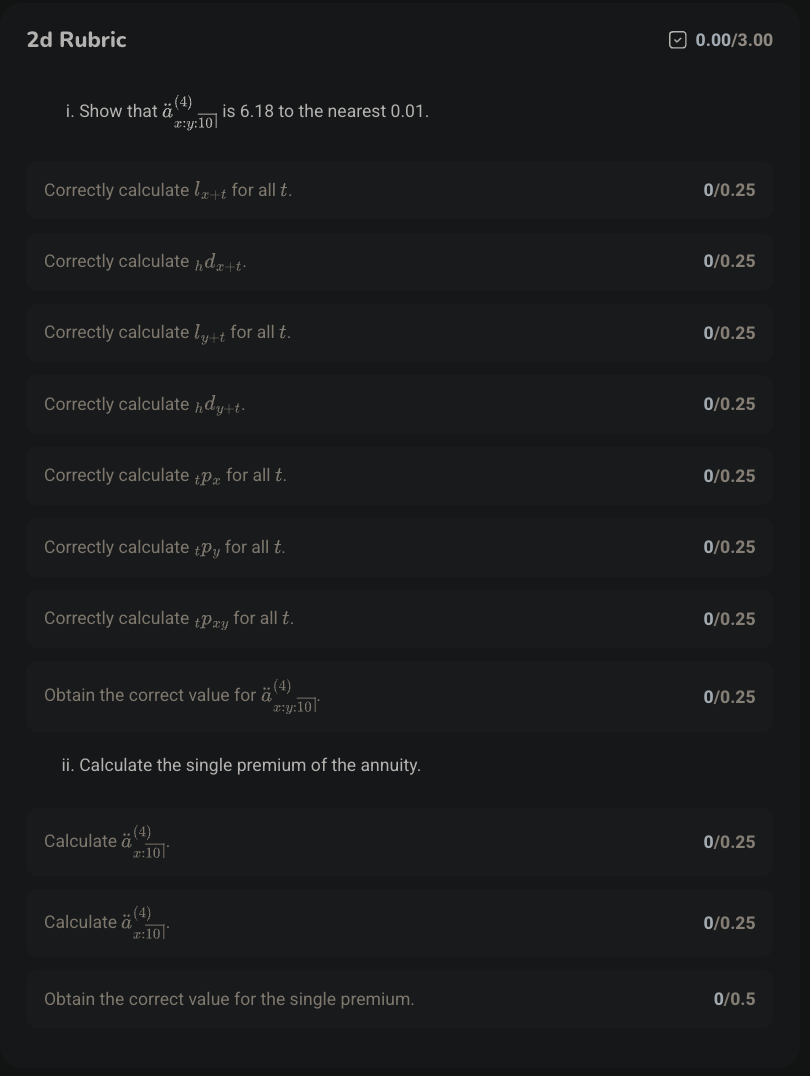 2d Rubric 0.00/3.00
i. Show that $\ddot{a}^{(4)}_{x:y:\overline{10}|}$ is 6.18 to the nearest 0.01.
Correctly calculate $l_{x+t}$ for all $t$. 0/0.25
Correctly calculate ${}_{h}d_{x+t}$. 0/0.25
Correctly calculate $l_{y+t}$ for all $t$. 0/0.25
Correctly calculate ${}_{h}d_{y+t}$. 0/0.25
Correctly calculate ${}_{t}p_{x}$ for all $t$. 0/0.25
Correctly calculate ${}_{t}p_{y}$ for all $t$. 0/0.25
Correctly calculate ${}_{t}p_{xy}$ for all $t$. 0/0.25
Obtain the correct value for $\ddot{a}^{(4)}_{x:y:\overline{10}|}$. 0/0.25
ii. Calculate the single premium of the annuity.
Calculate $\ddot{a}^{(4)}_{x:\overline{10}|}$. 0/0.25
Calculate $\ddot{a}^{(4)}_{x:\overline{10}|}$. 0/0.25
Obtain the correct value for the single premium. 0/0.5